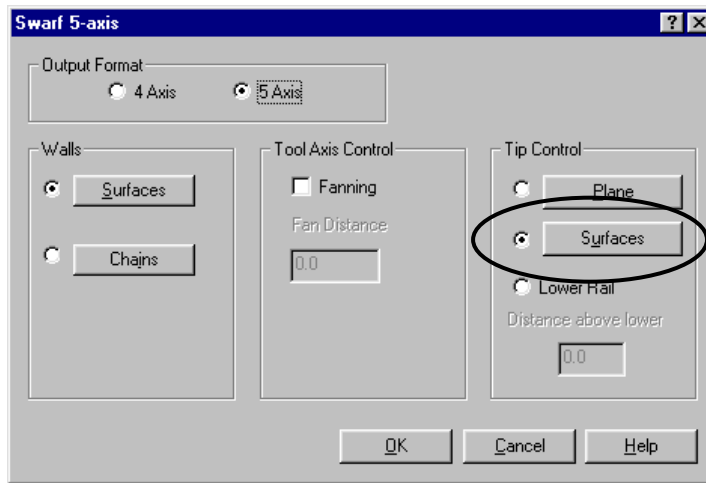 Swarf 5-axis
Output Format
4 Axis 5 Axis
Walls
Surfaces
Chains
Tool Axis Control
Fanning
Fan Distance
0.0
Tip Control
Plane
Surfaces
Lower Rail
Distance above lower
0.0
OK Cancel Help